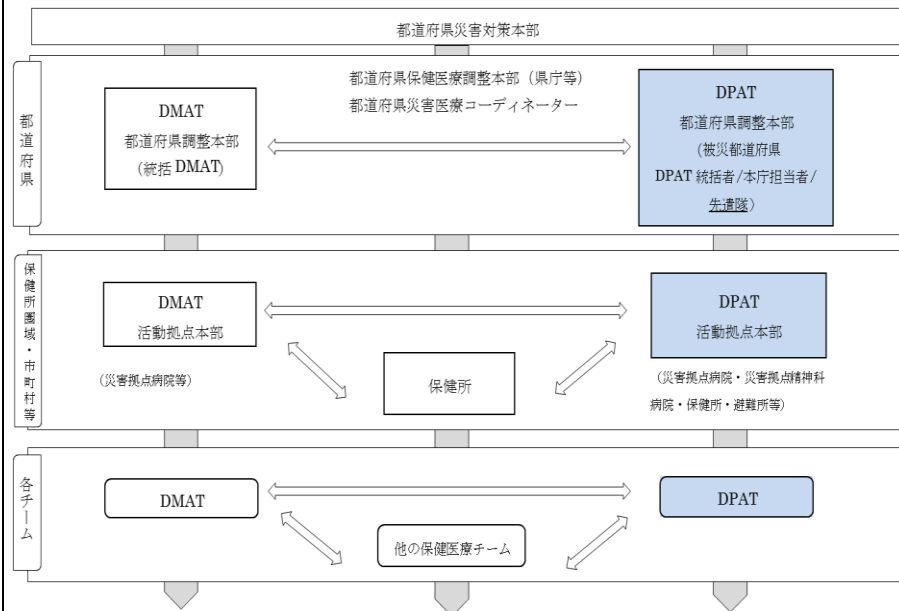 都道府県災害対策本部
都道府県
都道府県保健医療調整本部（県庁等）
都道府県災害医療コーディネーター
DMAT
都道府県調整本部
(統括 DMAT)
DPAT
都道府県調整本部
(被災都道府県
DPAT 統括者/本庁担当者/
先遣隊）
保健所圏域・市町村等
DMAT
活動拠点本部
(災害拠点病院等)
保健所
DPAT
活動拠点本部
(災害拠点病院・災害拠点精神科
病院・保健所・避難所等)
各チーム
DMAT
他の保健医療チーム
DPAT